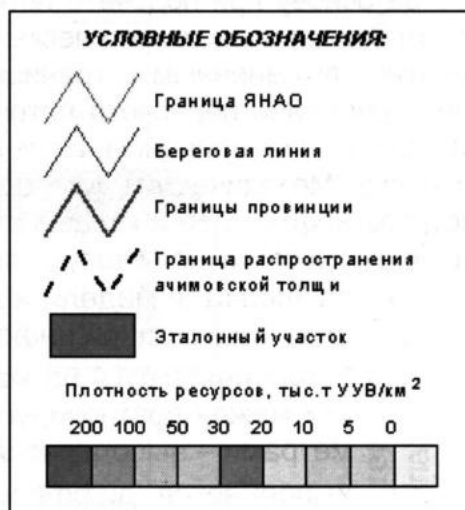 УСЛОВНЫЕ ОБОЗНАЧЕНИЯ:
Граница ЯНАО
Береговая линия
Границы провинции
Граница распространения
ачимовской толщи
Эталонный участок
Плотность ресурсов, тыс.т УУВ/км²
200 100 50 30 20 10 5 0